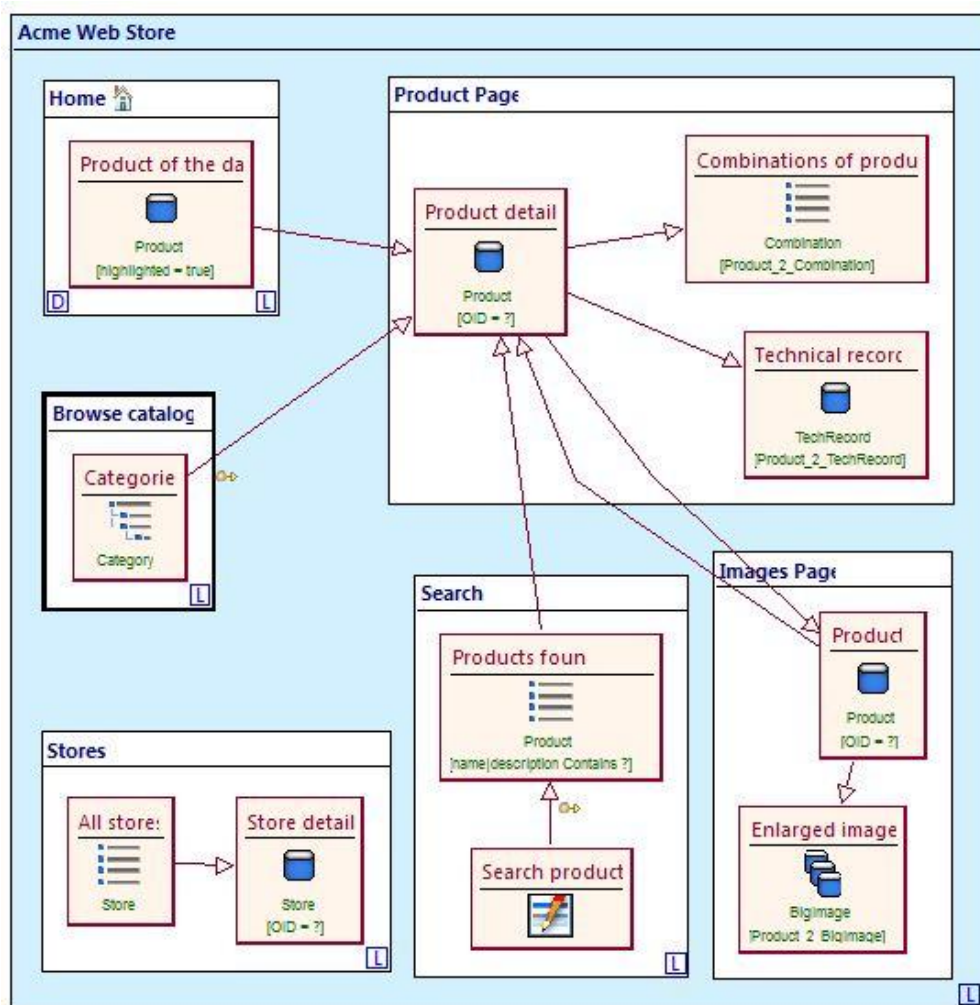 Acme Web Store
Home
Product of the da
Product
[highlighted = true]
D
L
Product Page
Product detail
Product
[OID = ?]
Combinations of produ
Combination
[Product_2_Combination]
Technical recorc
TechRecord
[Product_2_TechRecord]
Browse catalog
Categorie
Category
L
Search
Products foun
Product
[name|description Contains ?]
Search product
L
Images Page
Product
Product
[OID = ?]
Enlarged image
BigImage
[Product_2_BigImage]
Stores
All stores
Store
Store detail
Store
[OID = ?]
L
L